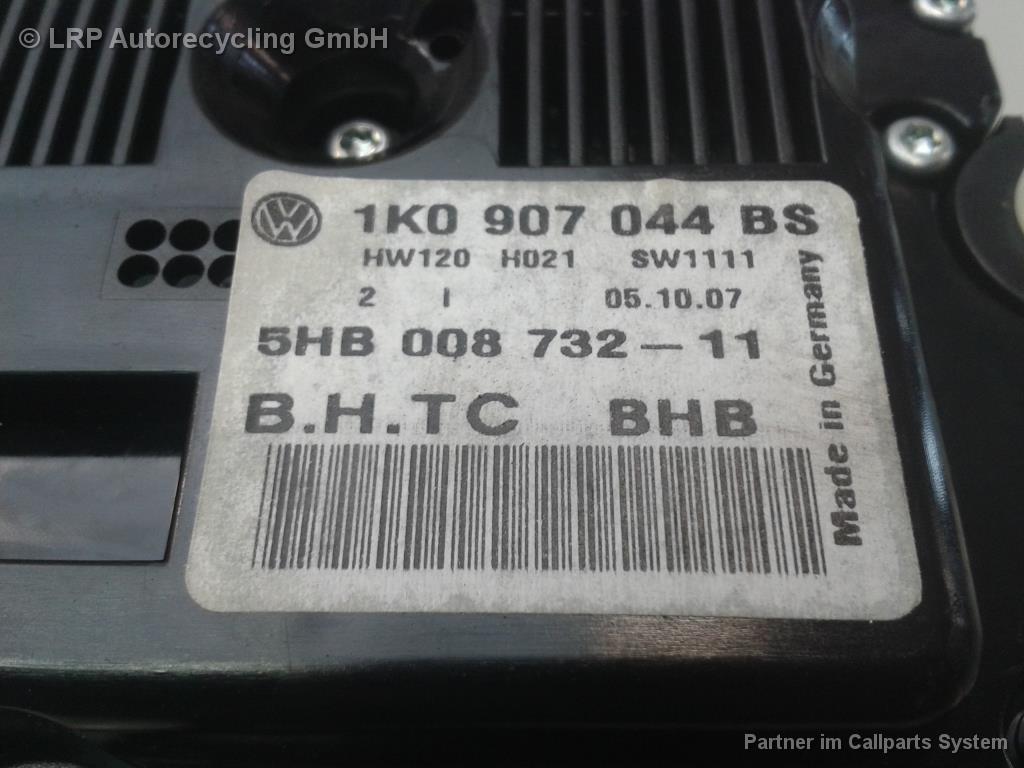 © LRP Autorecycling GmbH
1K0 907 044 BS
HW120 H021 SW1111
2 I 05.10.07
5HB 008 732-11
B.H.TC BHB
Made in Germany
Partner im Callparts System